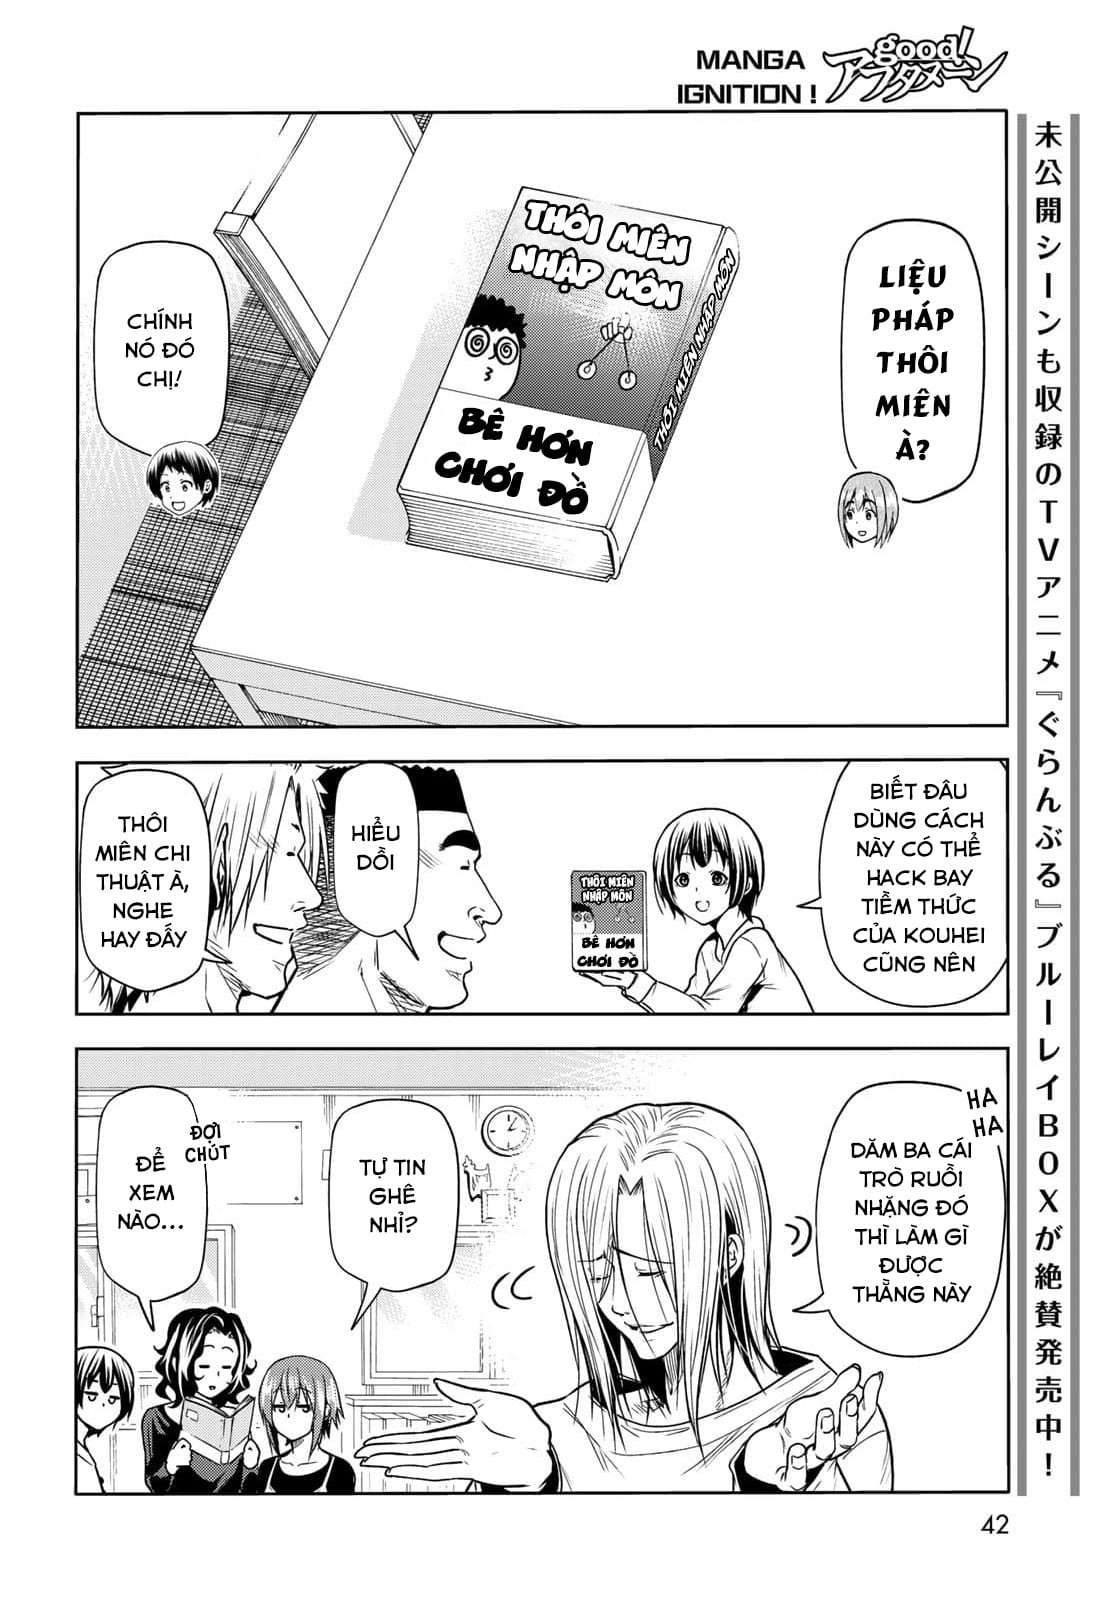 MANGA
IGNITION !
good!
アフタヌーン
未公開シーンも収録のTVアニメ『ぐらんぶる』ブルーレイBOXが絶賛発売中！
LIỆU
PHÁP
THÔI
MIÊN
À?
THÔI MIÊN
NHẬP MÔN
THÔI MIÊN NHẬP MÔN
BÊ HƠN
CHƠI ĐỒ
CHÍNH
NÓ ĐÓ
CHỊ!
BIẾT ĐÂU
DÙNG CÁCH
NÀY CÓ THỂ
HACK BAY
TIỀM THỨC
CỦA KOUHEI
CŨNG NÊN
THÔI MIÊN
NHẬP MÔN
BÊ HƠN
CHƠI ĐỒ
HIỂU
DỒI
THÔI
MIÊN CHI
THUẬT À,
NGHE
HAY ĐẤY
HA
HA
DĂM BA CÁI
TRÒ RUỒI
NHẶNG ĐÓ
THÌ LÀM GÌ
ĐƯỢC
THẰNG NÀY
TỰ TIN
GHÊ
NHỈ?
ĐỢI
CHÚT
ĐỂ
XEM
NÀO...
42